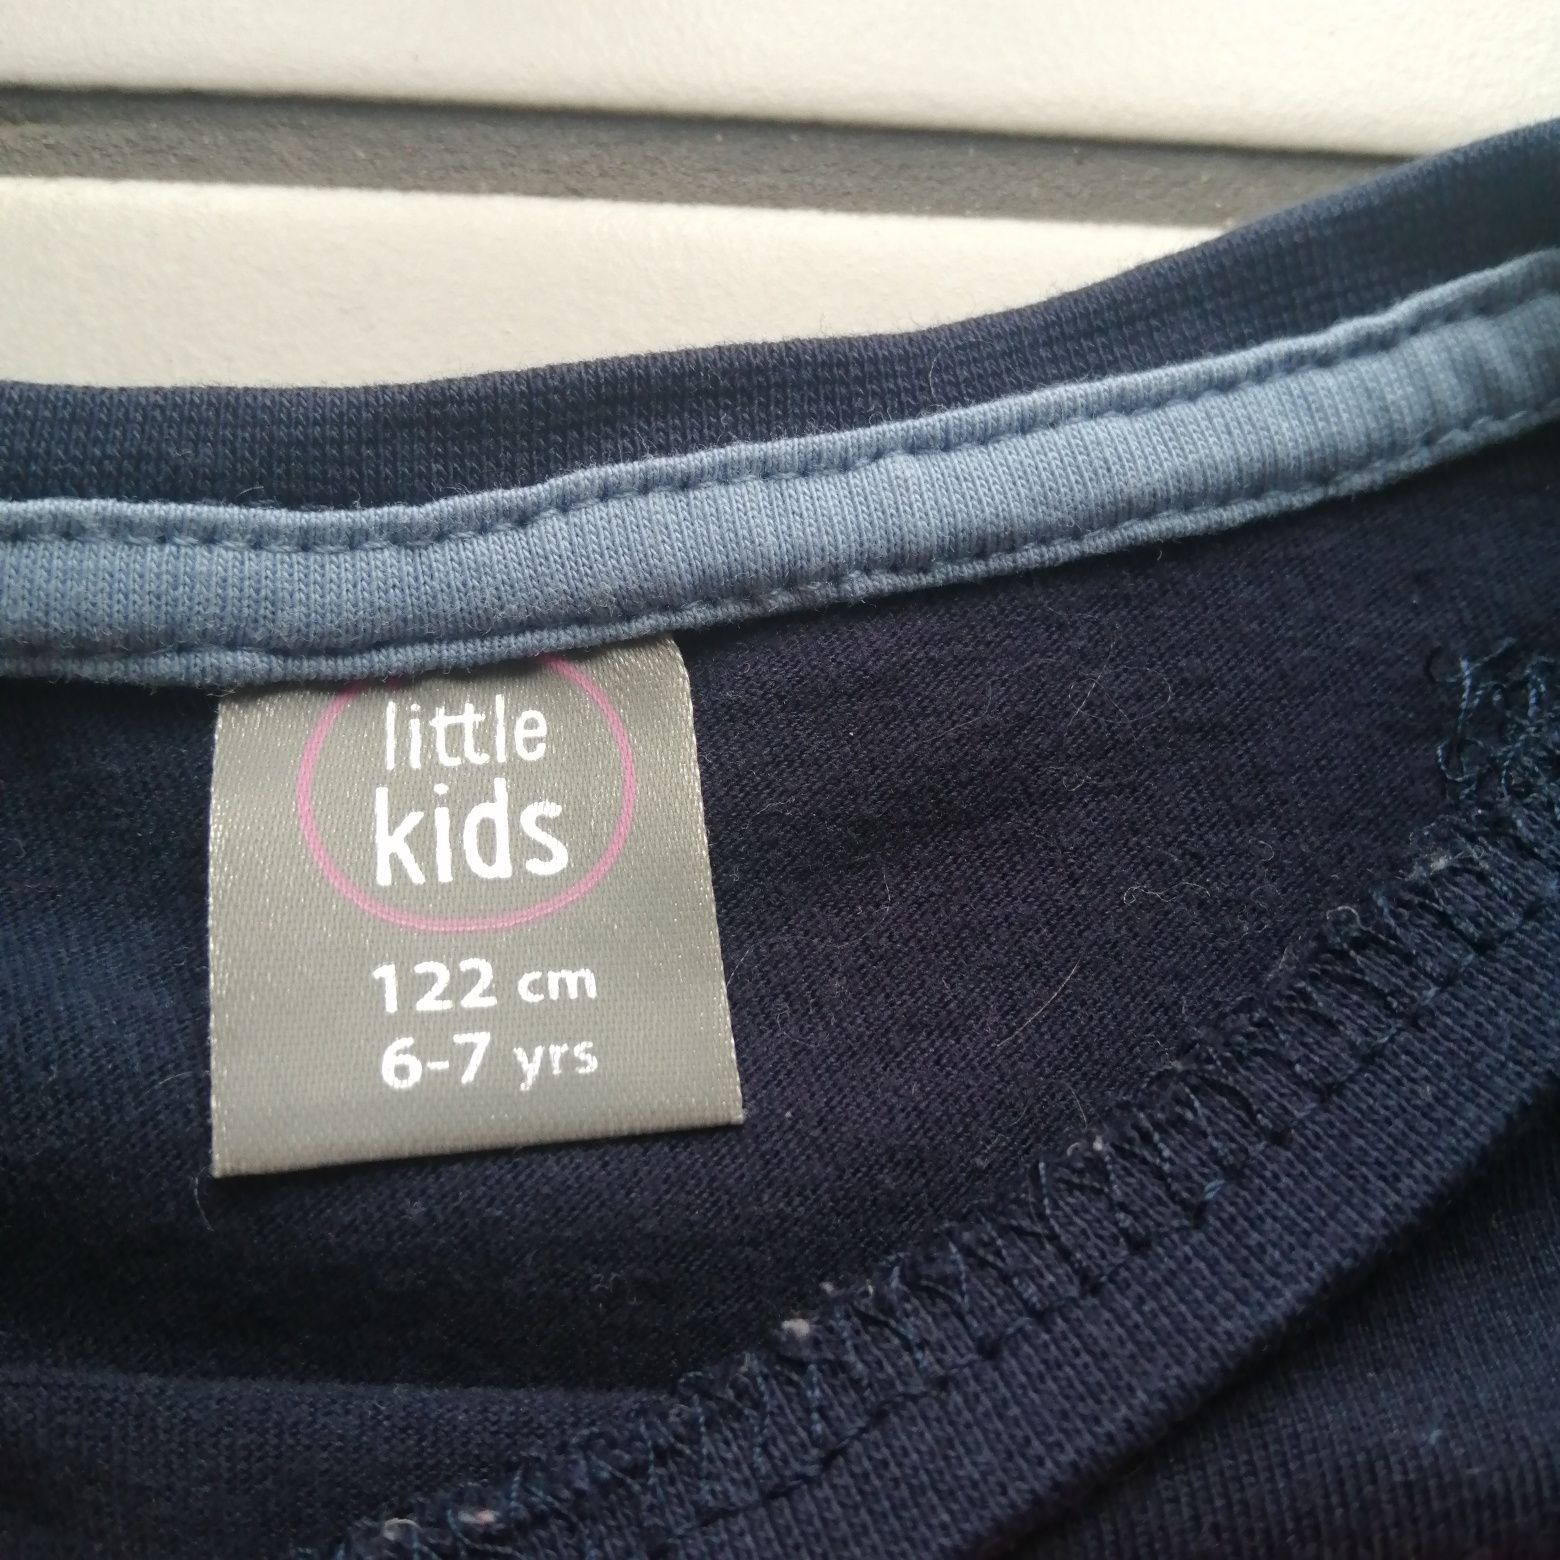 little
kids
122 cm
6-7 yrs